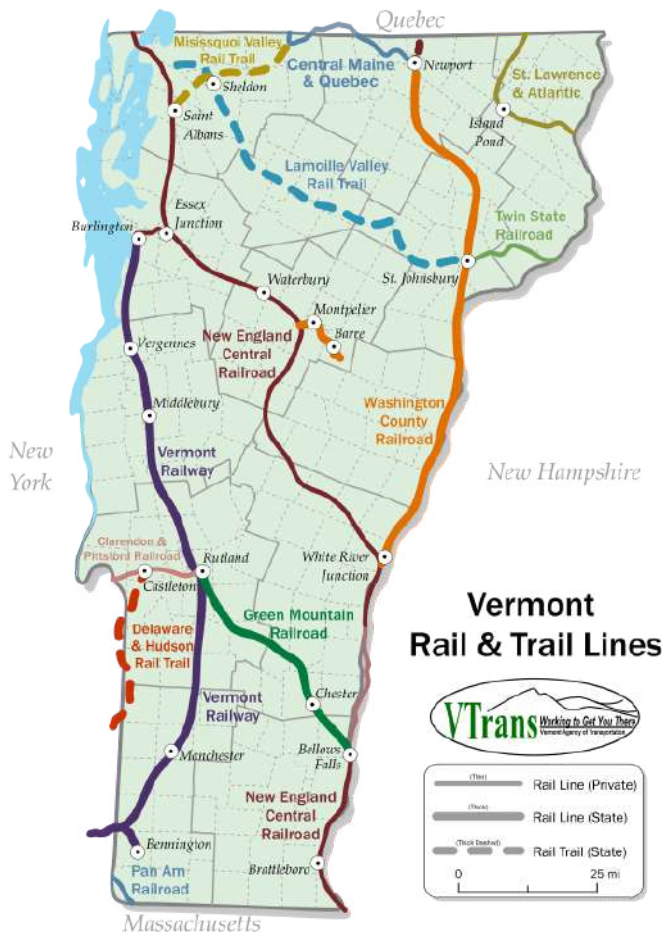 Quebec
Misissquoi Valley
Rail Trail
Central Maine
& Quebec
Newport
St. Lawrence
& Atlantic
Sheldon
Saint
Albans
Island
Pond
Lamoille Valley
Rail Trail
Essex
Junction
Burlington
Twin State
Railroad
St. Johnsbury
Waterbury
Montpelier
Barre
New England
Central
Railroad
Vergennes
Middlebury
Washington
County
Railroad
New
York
Vermont
Railway
New Hampshire
Clarendon &
Pittsford Railroad
Rutland
White River
Junction
Castleton
Vermont
Rail & Trail Lines
Green Mountain
Railroad
Delaware
& Hudson
Rail Trail
Chester
Vermont
Railway
VTrans
Working to Get You There
Vermont Agency of Transportation
Manchester
Bellows
Falls
(Thin)
Rail Line (Private)
(Thick)
Rail Line (State)
(Thick Dashed)
Rail Trail (State)
0
25 mi
New England
Central
Railroad
Bennington
Brattleboro
Pan Am
Railroad
Massachusetts